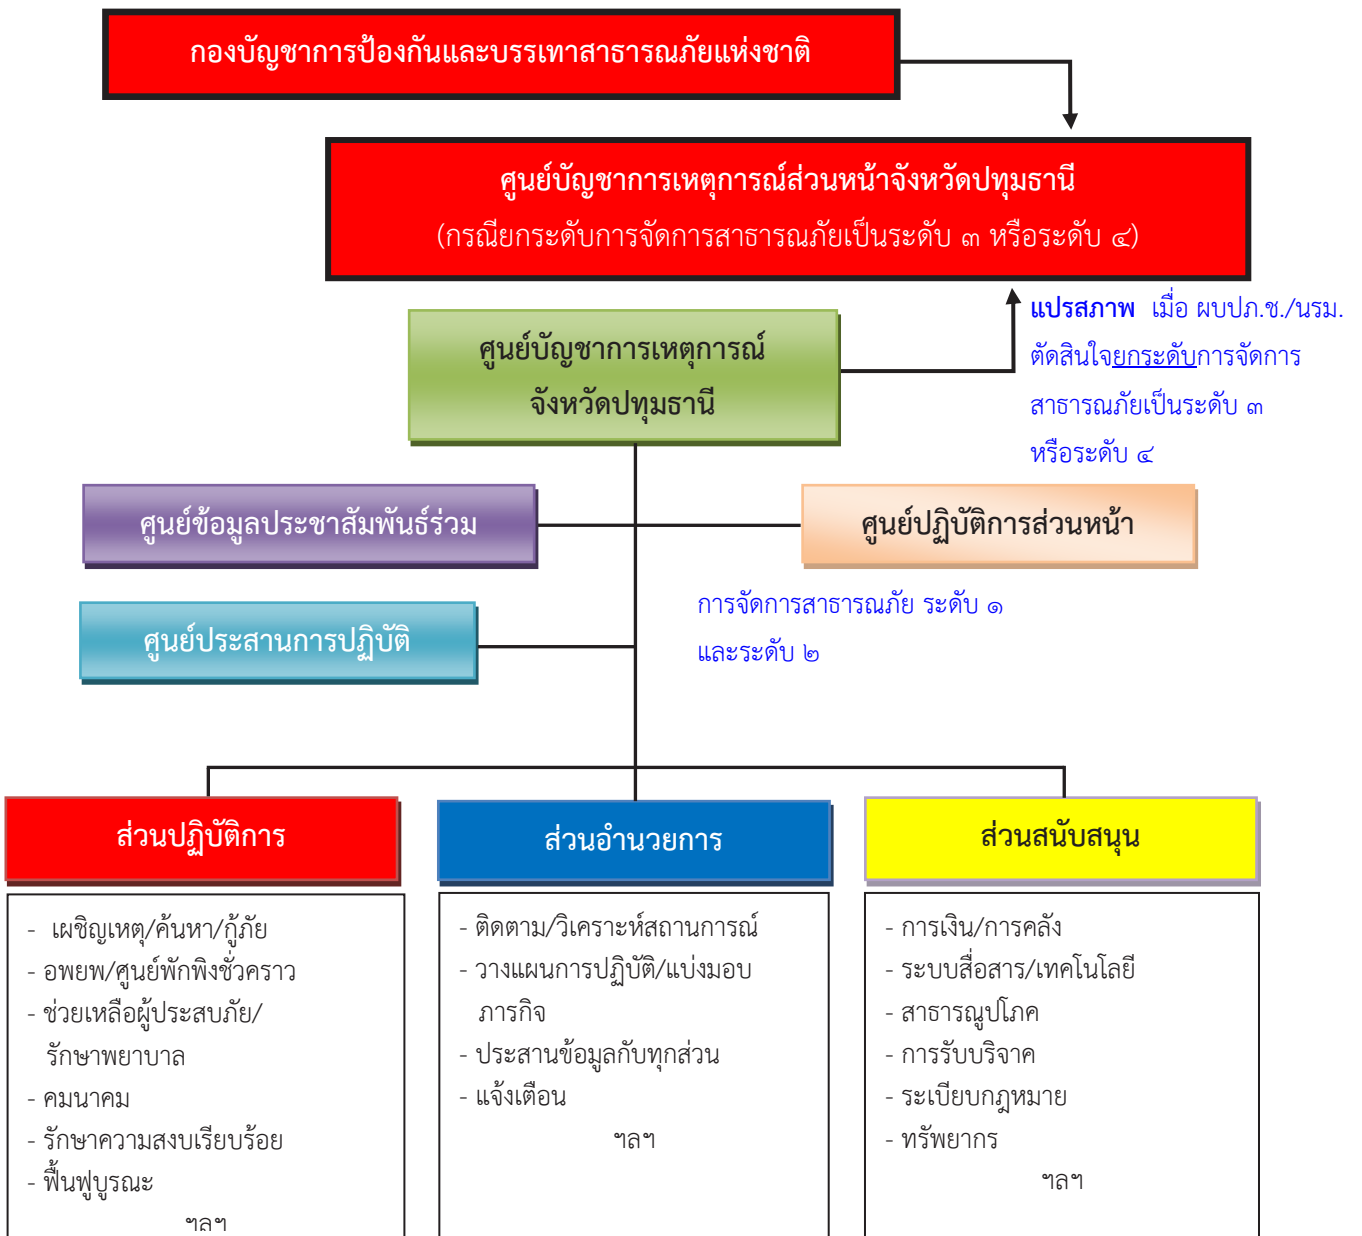 กองบัญชาการป้องกันและบรรเทาสาธารณภัยแห่งชาติ
ศูนย์บัญชาการเหตุการณ์ส่วนหน้าจังหวัดปทุมธานี
(กรณียกระดับการจัดการสาธารณภัยเป็นระดับ ๓ หรือระดับ ๔)
แปรสภาพ เมื่อ ผบปภ.ช./นรม.
ตัดสินใจยกระดับการจัดการ
สาธารณภัยเป็นระดับ ๓
หรือระดับ ๔
ศูนย์บัญชาการเหตุการณ์
จังหวัดปทุมธานี
ศูนย์ข้อมูลประชาสัมพันธ์ร่วม
ศูนย์ปฏิบัติการส่วนหน้า
ศูนย์ประสานการปฏิบัติ
การจัดการสาธารณภัย ระดับ ๑
และระดับ ๒
ส่วนปฏิบัติการ
- เผชิญเหตุ/ค้นหา/กู้ภัย
- อพยพ/ศูนย์พักพิงชั่วคราว
- ช่วยเหลือผู้ประสบภัย/
รักษาพยาบาล
- คมนาคม
- รักษาความสงบเรียบร้อย
- ฟื้นฟูบูรณะ
ฯลฯ
ส่วนอำนวยการ
- ติดตาม/วิเคราะห์สถานการณ์
- วางแผนการปฏิบัติ/แบ่งมอบ
ภารกิจ
- ประสานข้อมูลกับทุกส่วน
- แจ้งเตือน
ฯลฯ
ส่วนสนับสนุน
- การเงิน/การคลัง
- ระบบสื่อสาร/เทคโนโลยี
- สาธารณูปโภค
- การรับบริจาค
- ระเบียบกฎหมาย
- ทรัพยากร
ฯลฯ